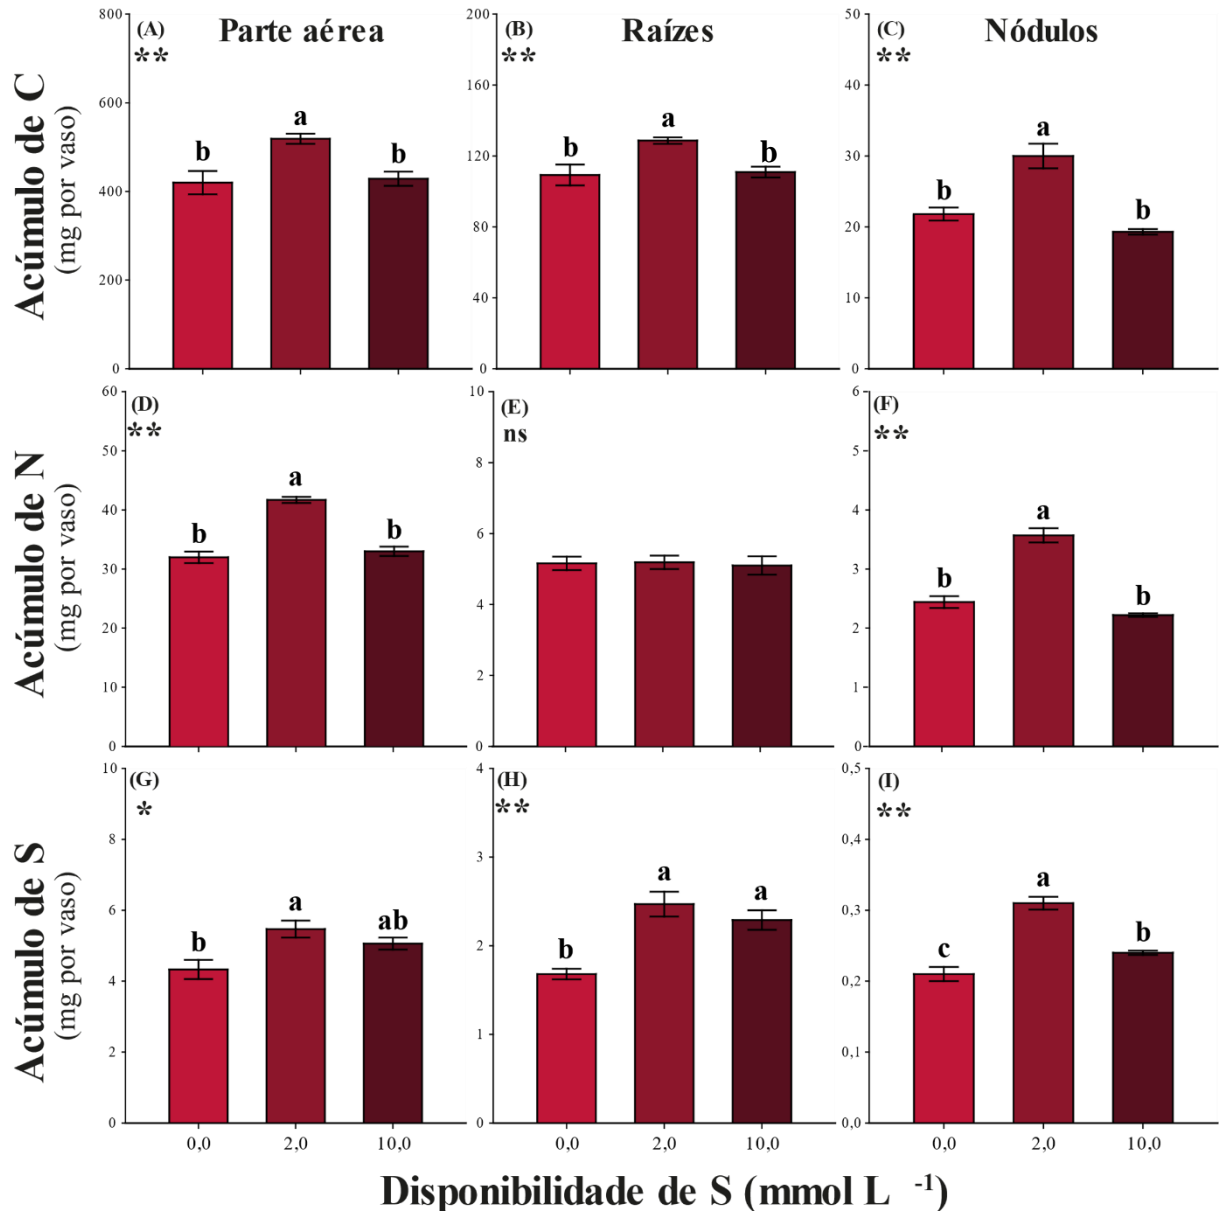 Acúmulo de C
(mg por vaso)
(A) Parte aérea
**
800
600
400
200
0
b a b
(B) Raízes
**
200
160
120
80
40
0
b a b
(C) Nódulos
**
50
40
30
20
10
0
b a b
Acúmulo de N
(mg por vaso)
(D)
**
60
50
40
30
20
10
0
b a b
(E)
ns
10
8
6
4
2
0
(F)
**
6
5
4
3
2
1
0
b a b
Acúmulo de S
(mg por vaso)
(G)
*
10
8
6
4
2
0
b a ab
0,0 2,0 10,0
(H)
**
4
3
2
1
0
b a a
0,0 2,0 10,0
(I)
**
0,5
0,4
0,3
0,2
0,1
0,0
c a b
0,0 2,0 10,0
Disponibilidade de S (mmol L ⁻¹)